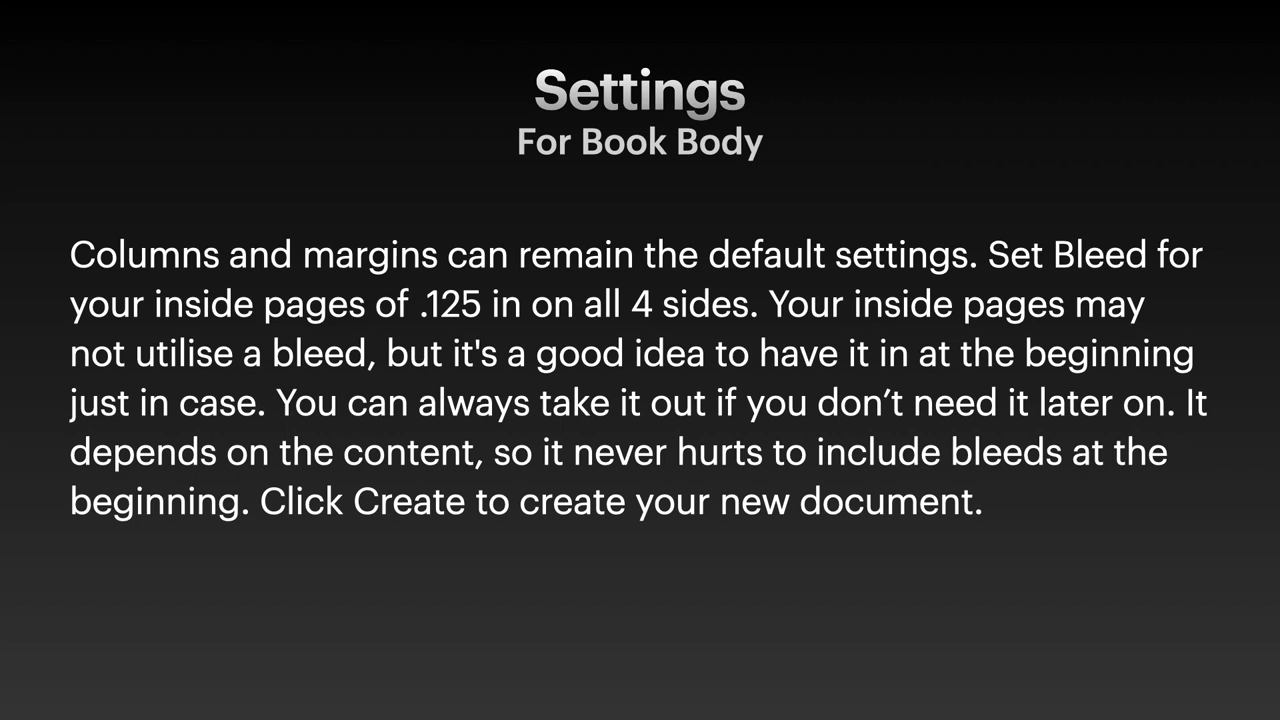 Settings
For Book Body
Columns and margins can remain the default settings. Set Bleed for
your inside pages of .125 in on all 4 sides. Your inside pages may
not utilise a bleed, but it's a good idea to have it in at the beginning
just in case. You can always take it out if you don’t need it later on. It
depends on the content, so it never hurts to include bleeds at the
beginning. Click Create to create your new document.